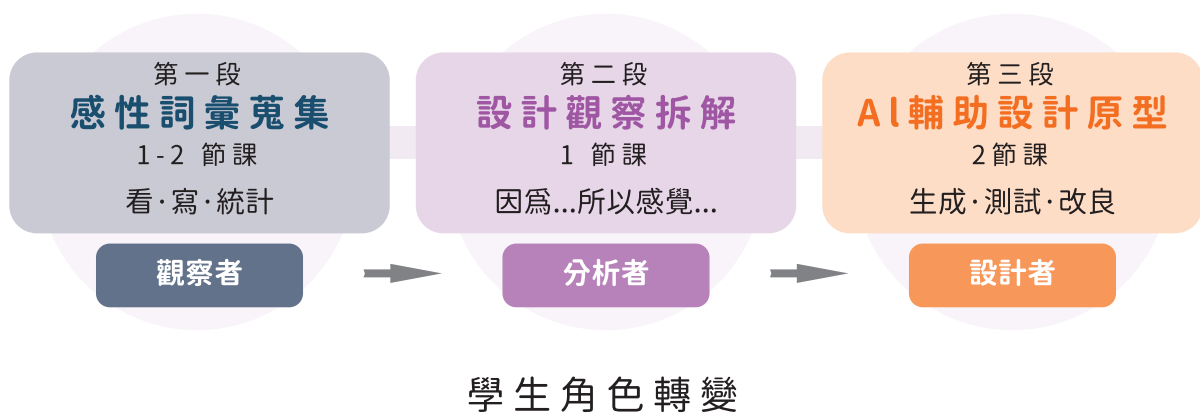 第一段
感性詞彙蒐集
1-2 節課
看·寫·統計
觀察者
第二段
設計觀察拆解
1 節課
因為...所以感覺...
分析者
第三段
AI輔助設計原型
2節課
生成·測試·改良
設計者
學生角色轉變